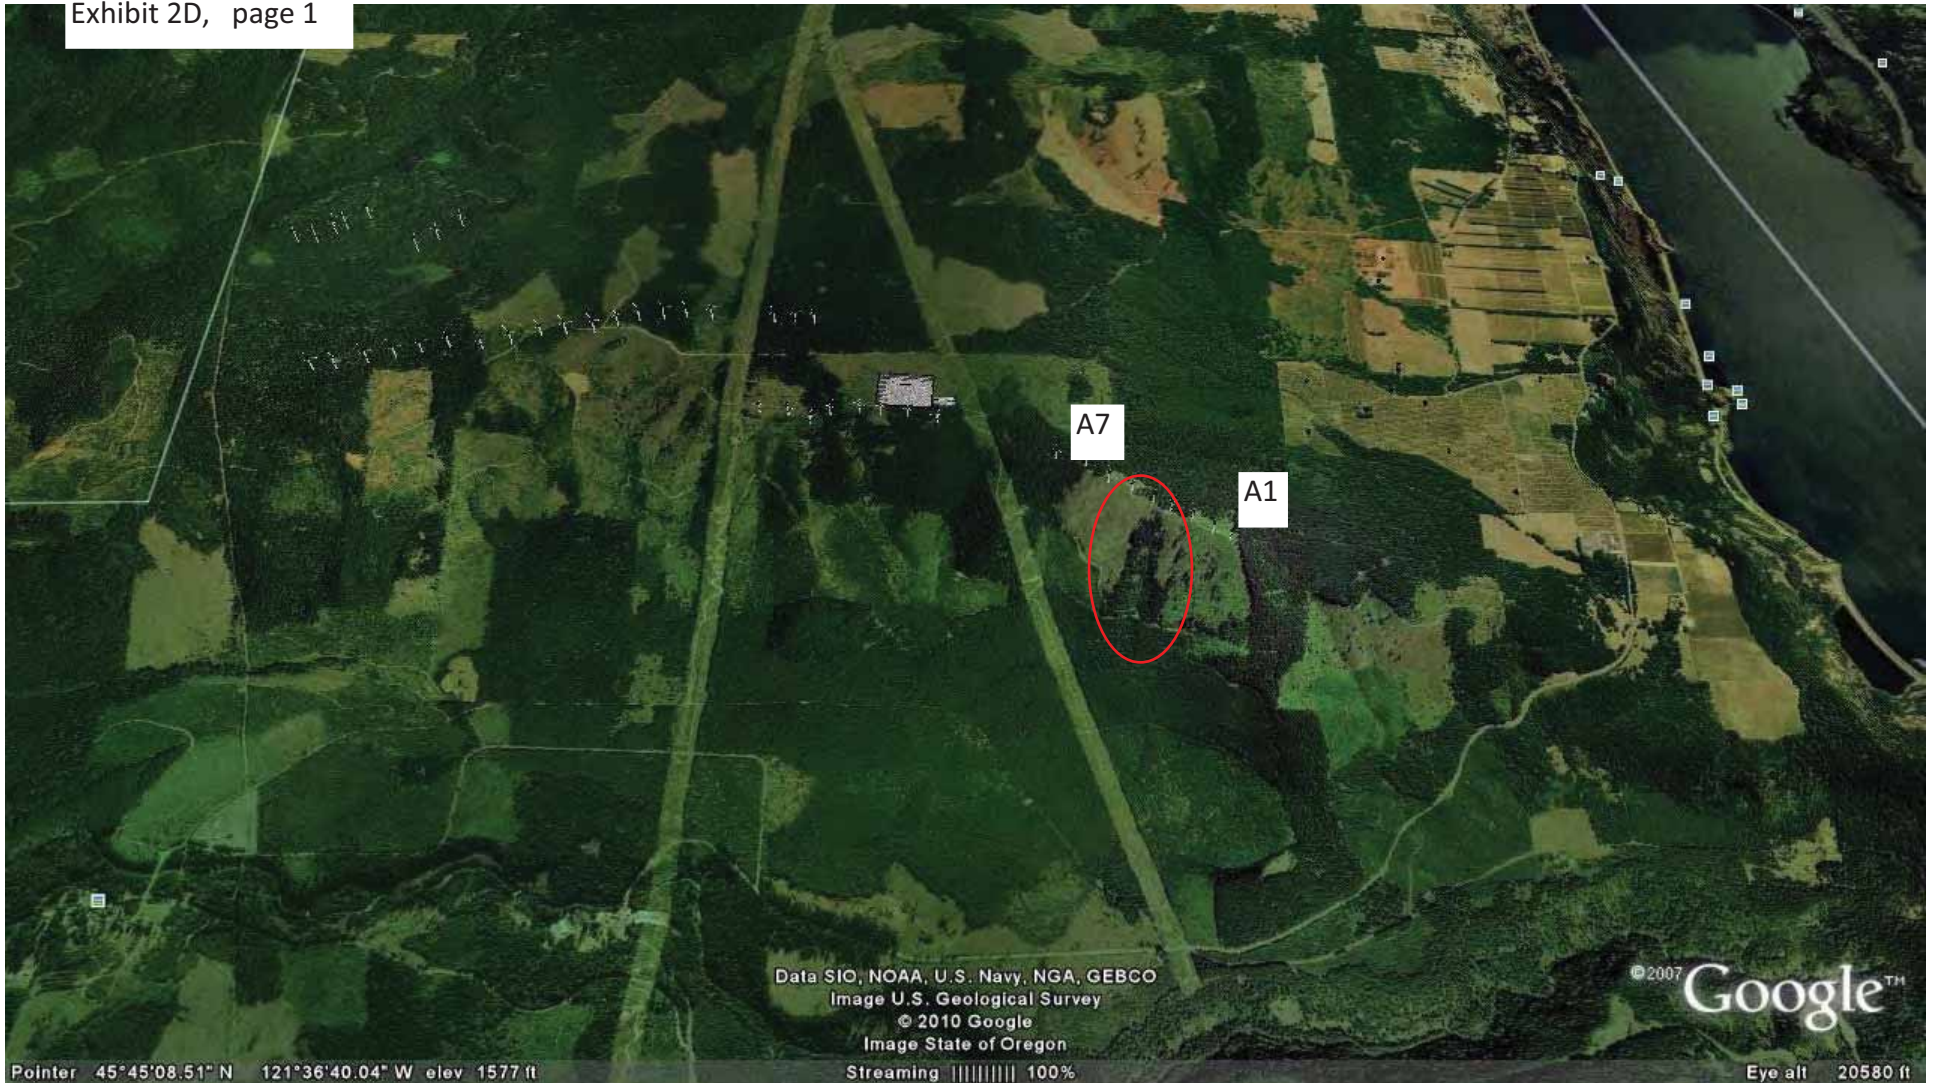 Exhibit 2D, page 1
A7
A1
Data SIO, NOAA, U.S. Navy, NGA, GEBCO
Image U.S. Geological Survey
© 2010 Google
Image State of Oregon
©2007 Google™
Pointer 45°45'08.51" N 121°36'40.04" W elev 1577 ft Streaming |||||||||| 100% Eye alt 20580 ft